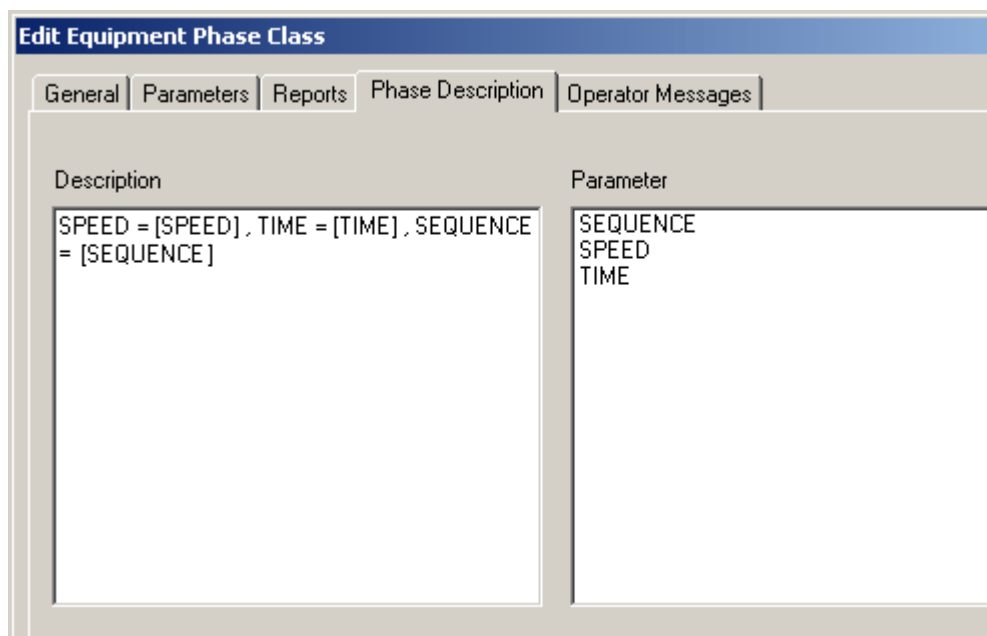 Edit Equipment Phase Class
General Parameters Reports Phase Description Operator Messages
Description
SPEED = [SPEED] , TIME = [TIME] , SEQUENCE
= [SEQUENCE]
Parameter
SEQUENCE
SPEED
TIME